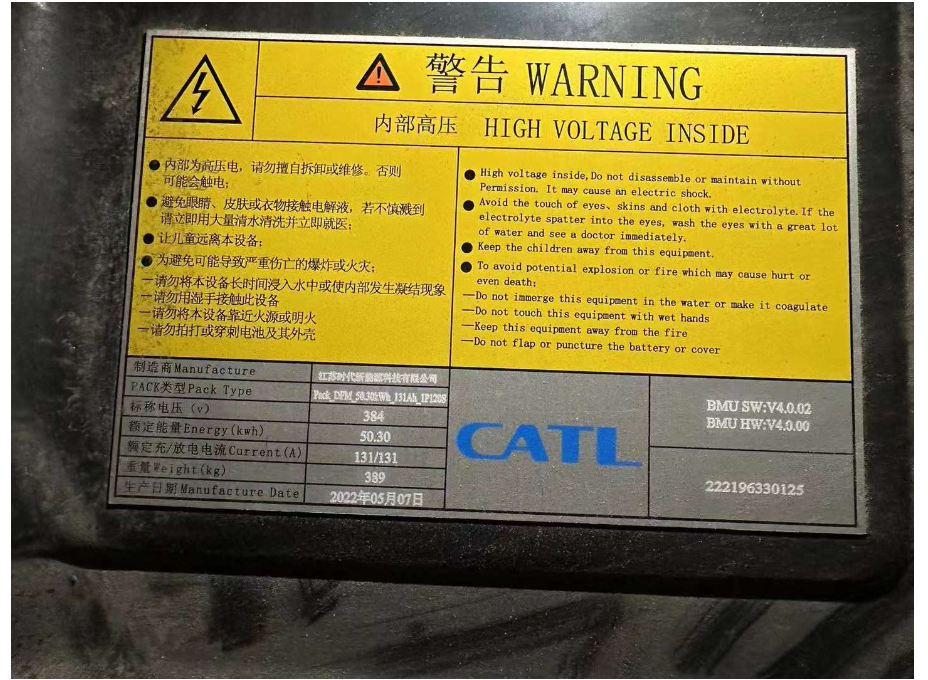 警告 WARNING
内部高压 HIGH VOLTAGE INSIDE
●内部为高压电，请勿擅自拆卸或维修。否则
可能会触电；
●避免眼睛、皮肤或衣物接触电解液，若不慎溅到
请立即用大量清水清洗并立即就医；
●让儿童远离本设备；
●为避免可能导致严重伤亡的爆炸或火灾；
—请勿将本设备长时间浸入水中或使内部发生凝结现象
—请勿用湿手接触此设备
—请勿将本设备靠近火源或明火
—请勿拍打或穿刺电池及其外壳
● High voltage inside,Do not disassemble or maintain without
Permission. It may cause an electric shock.
● Avoid the touch of eyes, skins and cloth with electrolyte. If the
electrolyte spatter into the eyes, wash the eyes with a great lot
of water and see a doctor immediately.
● Keep the children away from this equipment.
● To avoid potential explosion or fire which may cause hurt or
even death;
—Do not immerge this equipment in the water or make it coagulate
—Do not touch this equipment with wet hands
—Keep this equipment away from the fire
—Do not flap or puncture the battery or cover
制造商Manufacture 江苏时代新能源科技有限公司
PACK类型Pack Type Pack_DFM_50.30kWh_131Ah_1P120S
标称电压 (v) 384
额定能量Energy(kwh) 50.30
额定充/放电电流Current(A) 131/131
重量Weight(kg) 389
生产日期Manufacture Date 2022年05月07日
CATL
BMU SW:V4.0.02
BMU HW:V4.0.00
222196330125